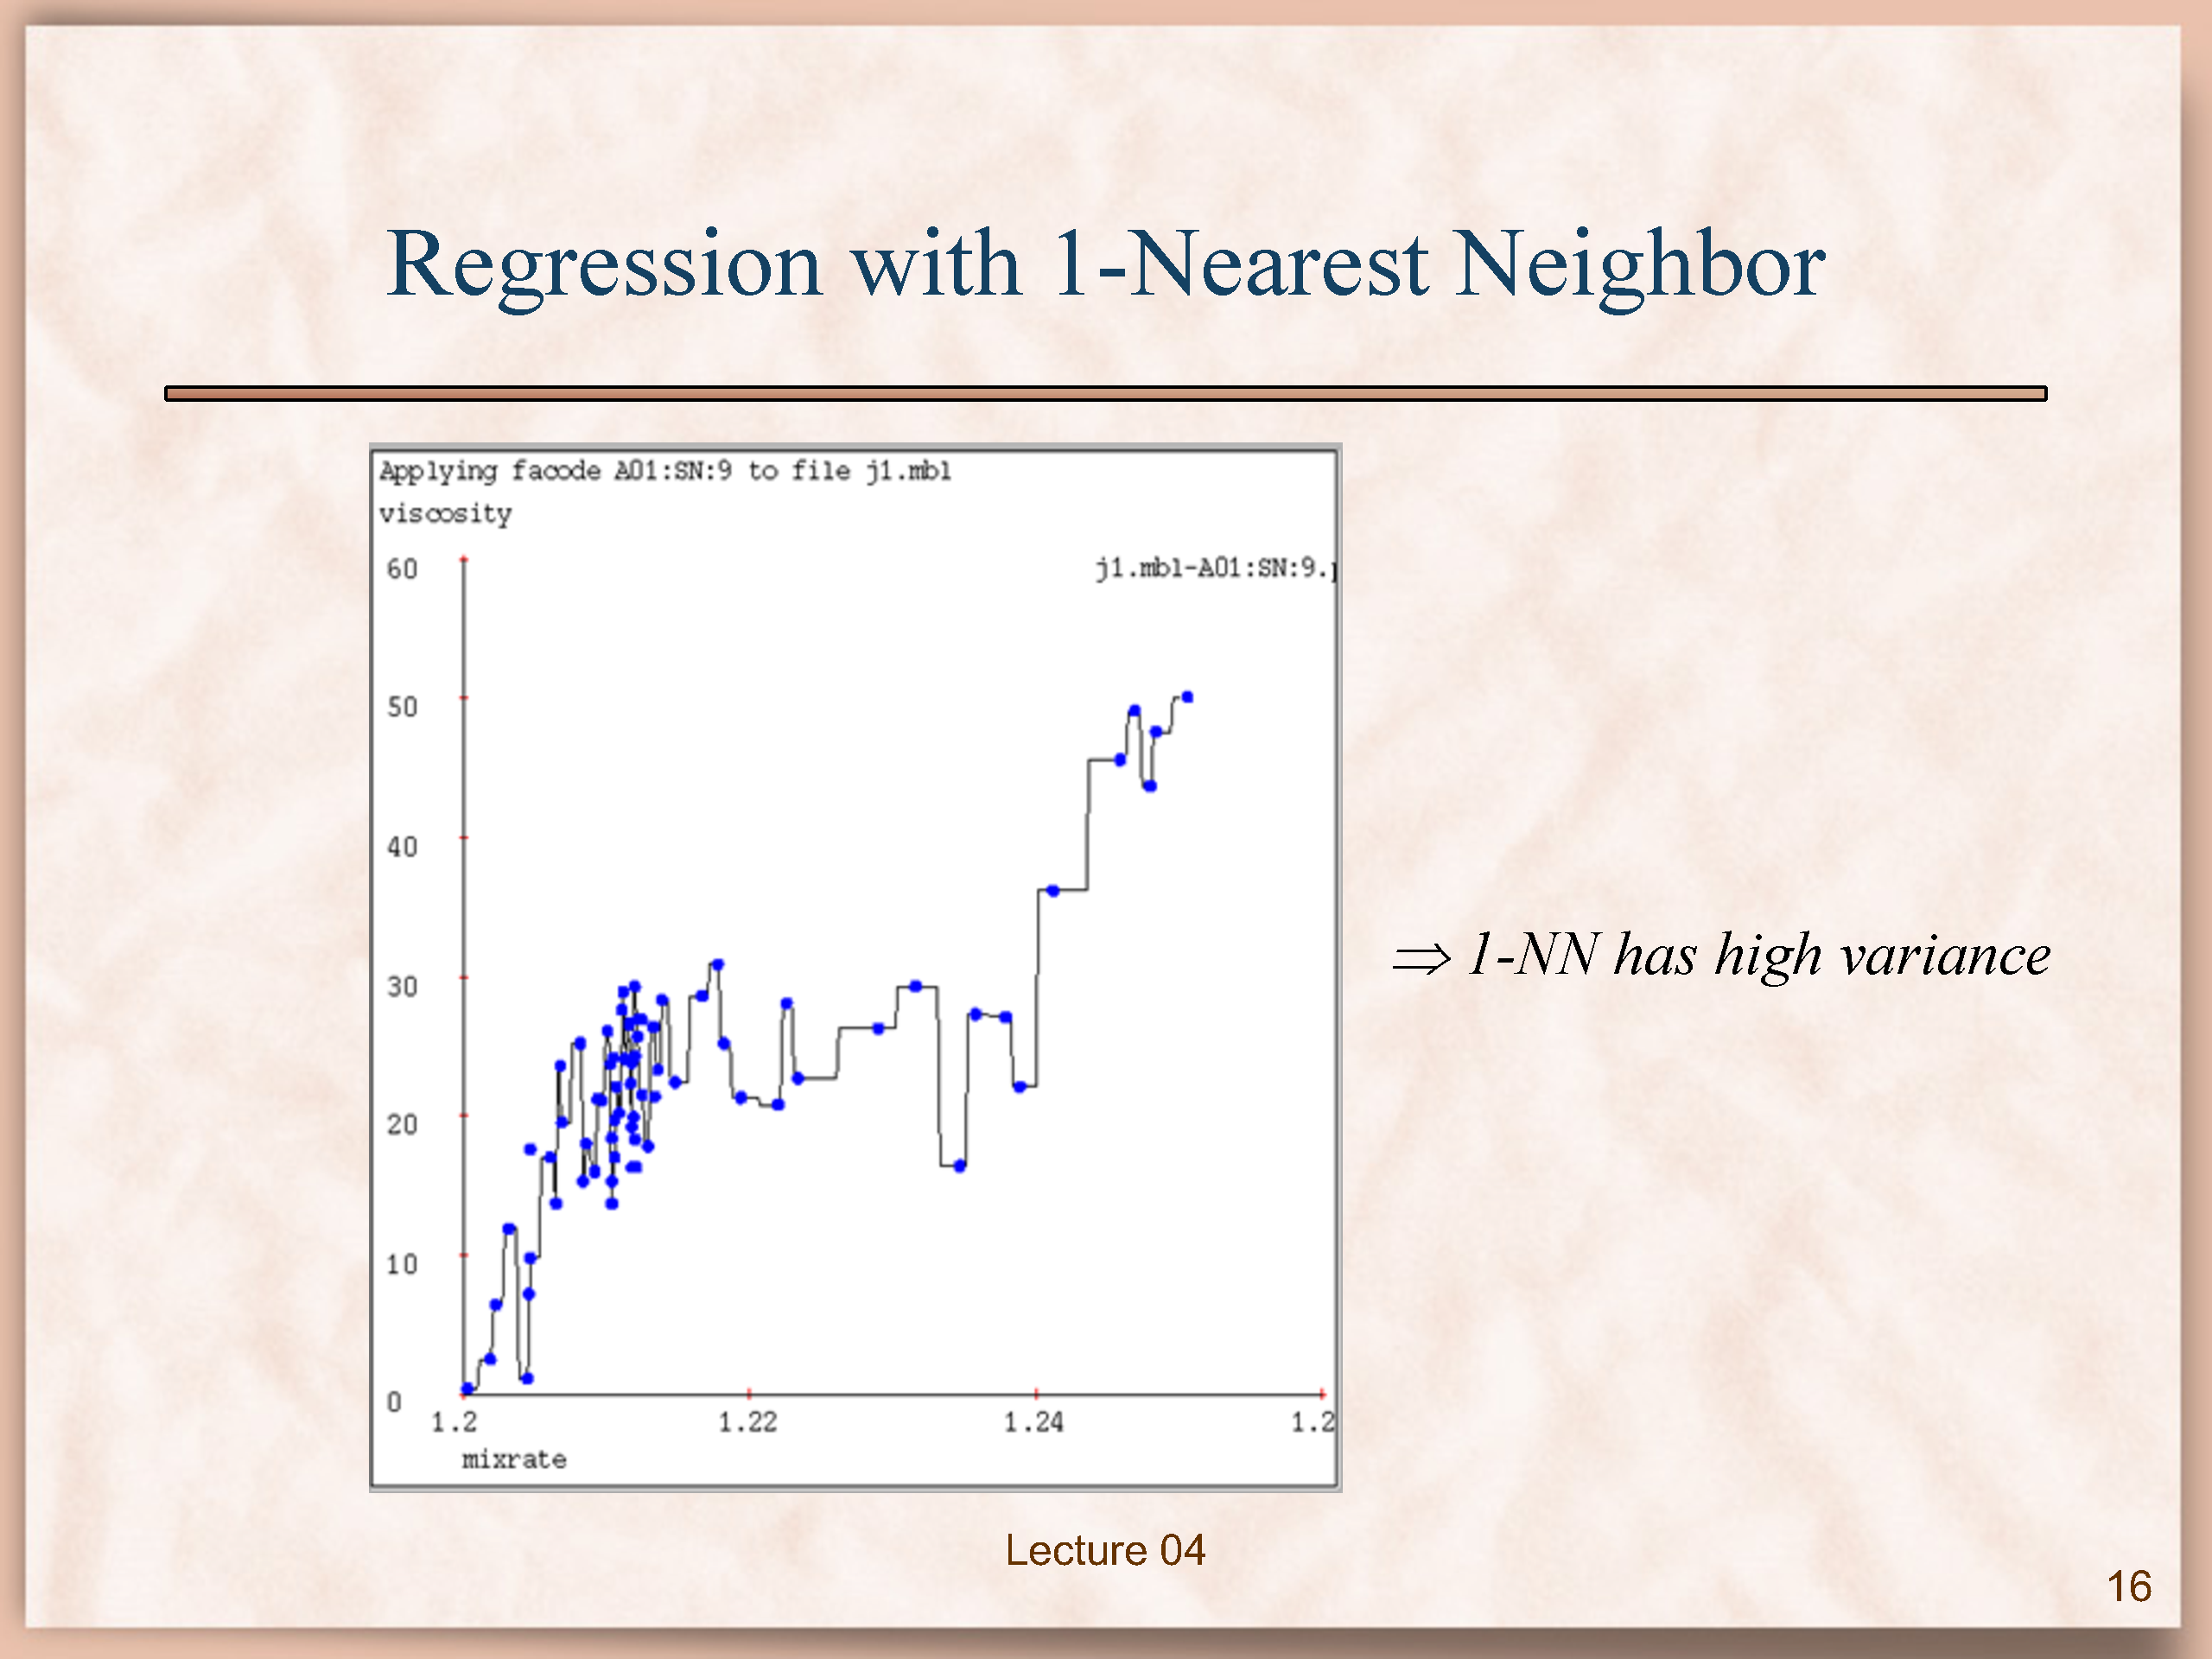 Regression with 1-Nearest Neighbor
Applying facode A01:SN:9 to file j1.mbl
viscosity
60
j1.mbl-A01:SN:9.
50
40
30
⇒ 1-NN has high variance
20
10
0
1.2 1.22 1.24 1.2
mixrate
Lecture 04
16